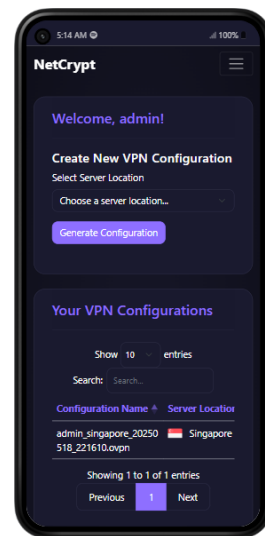 5:14 AM
100%
NetCrypt
Welcome, admin!
Create New VPN Configuration
Select Server Location
Choose a server location...
Generate Configuration
Your VPN Configurations
Show 10 entries
Search: Search...
Configuration Name Server Location
admin_singapore_20250 Singapore
518_221610.ovpn
Showing 1 to 1 of 1 entries
Previous 1 Next